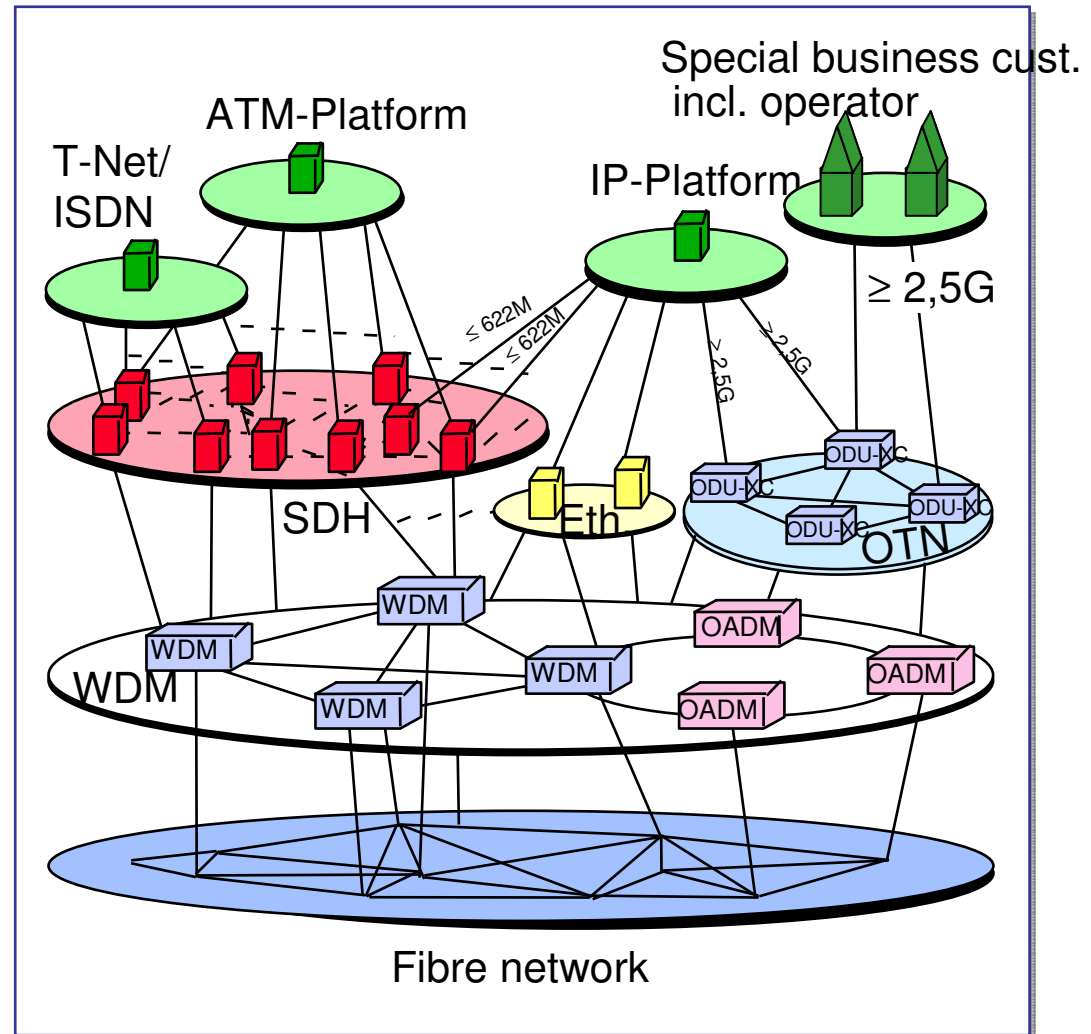 Special business cust.
incl. operator
ATM-Platform
T-Net/
ISDN
IP-Platform
≥ 2,5G
≤ 622M
≤ 622M
≥ 2,5G
≥ 2,5G
ODU-XC
ODU-XC
ODU-XC
ODU-XC
SDH
Eth.
OTN
WDM
OADM
WDM
WDM
OADM
WDM
WDM
OADM
Fibre network